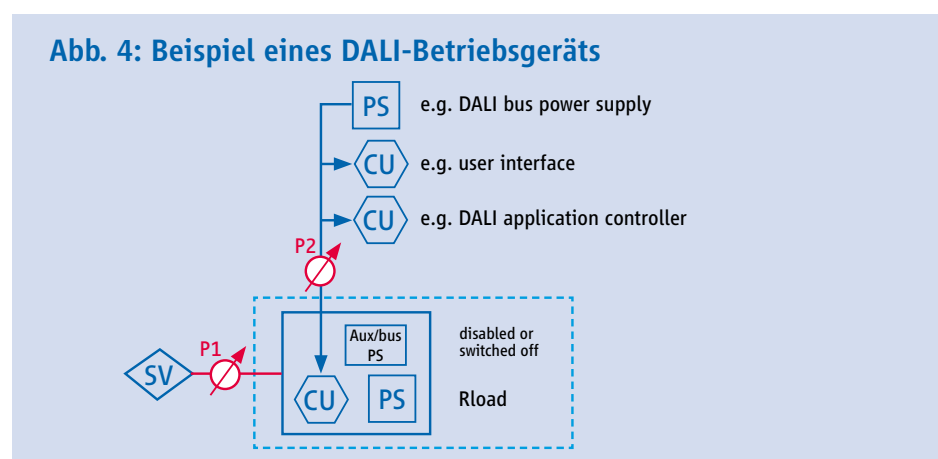 Abb. 4: Beispiel eines DALI-Betriebsgeräts
PS e.g. DALI bus power supply
CU e.g. user interface
CU e.g. DALI application controller
P2
Aux/bus
PS
disabled or
switched off
P1
SV
CU PS Rload